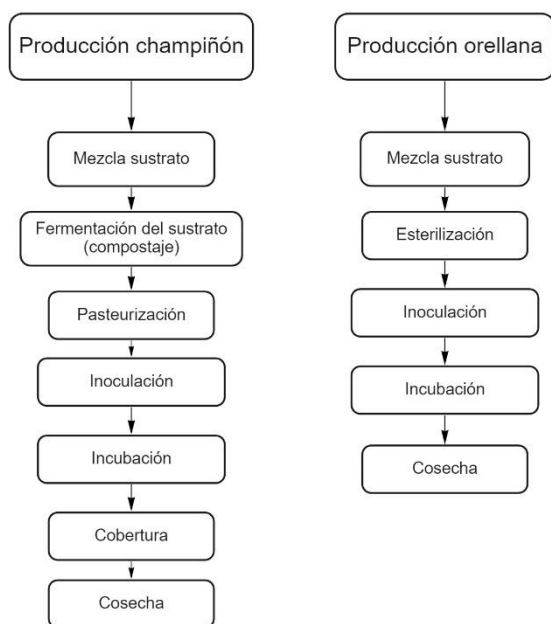 Producción champiñón
Mezcla sustrato
Fermentación del sustrato
(compostaje)
Pasteurización
Inoculación
Incubación
Cobertura
Cosecha
Producción orellana
Mezcla sustrato
Esterilización
Inoculación
Incubación
Cosecha